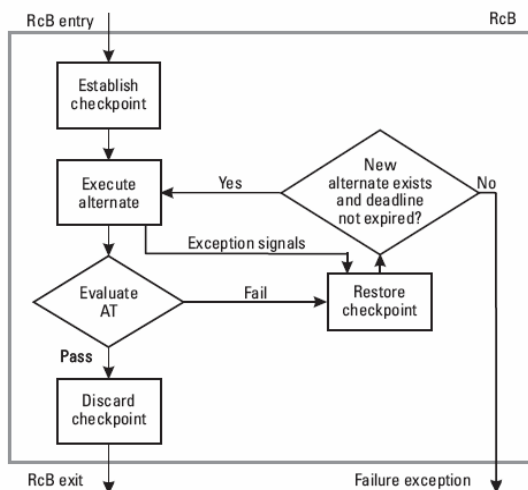 RcB entry
RcB
Establish
checkpoint
New
alternate exists
and deadline
not expired?
Yes
No
Execute
alternate
Exception signals
Evaluate
AT
Fail
Restore
checkpoint
Pass
Discard
checkpoint
RcB exit
Failure exception